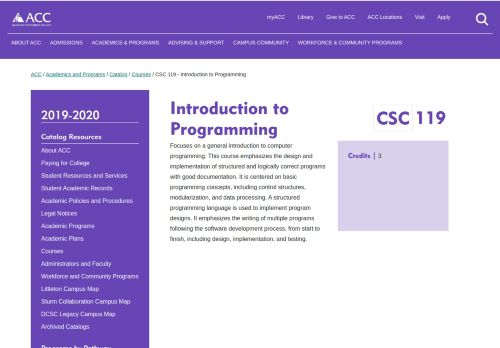 ACC
myACC Library Give to ACC ACC Locations Visit Apply
ABOUT ACC ADMISSIONS ACADEMICS & PROGRAMS ADVISING & SUPPORT CAMPUS COMMUNITY WORKFORCE & COMMUNITY PROGRAMS
ACC / Academics and Programs / Catalog / Courses / CSC 119 - Introduction to Programming
2019-2020
Catalog Resources
About ACC
Paying for College
Student Resources and Services
Student Academic Records
Academic Policies and Procedures
Legal Notices
Academic Programs
Academic Plans
Courses
Administrators and Faculty
Workforce and Community Programs
Littleton Campus Map
Sturm Collaboration Campus Map
DCSC Legacy Campus Map
Archived Catalogs
Programs by Pathway
Introduction to
Programming
Focuses on a general introduction to computer
programming. This course emphasizes the design and
implementation of structured and logically correct programs
with good documentation. It is centered on basic
programming concepts, including control structures,
modularization, and data processing. A structured
programming language is used to implement program
designs. It emphasizes the writing of multiple programs
following the software development process, from start to
finish, including design, implementation, and testing.
CSC 119
Credits | 3